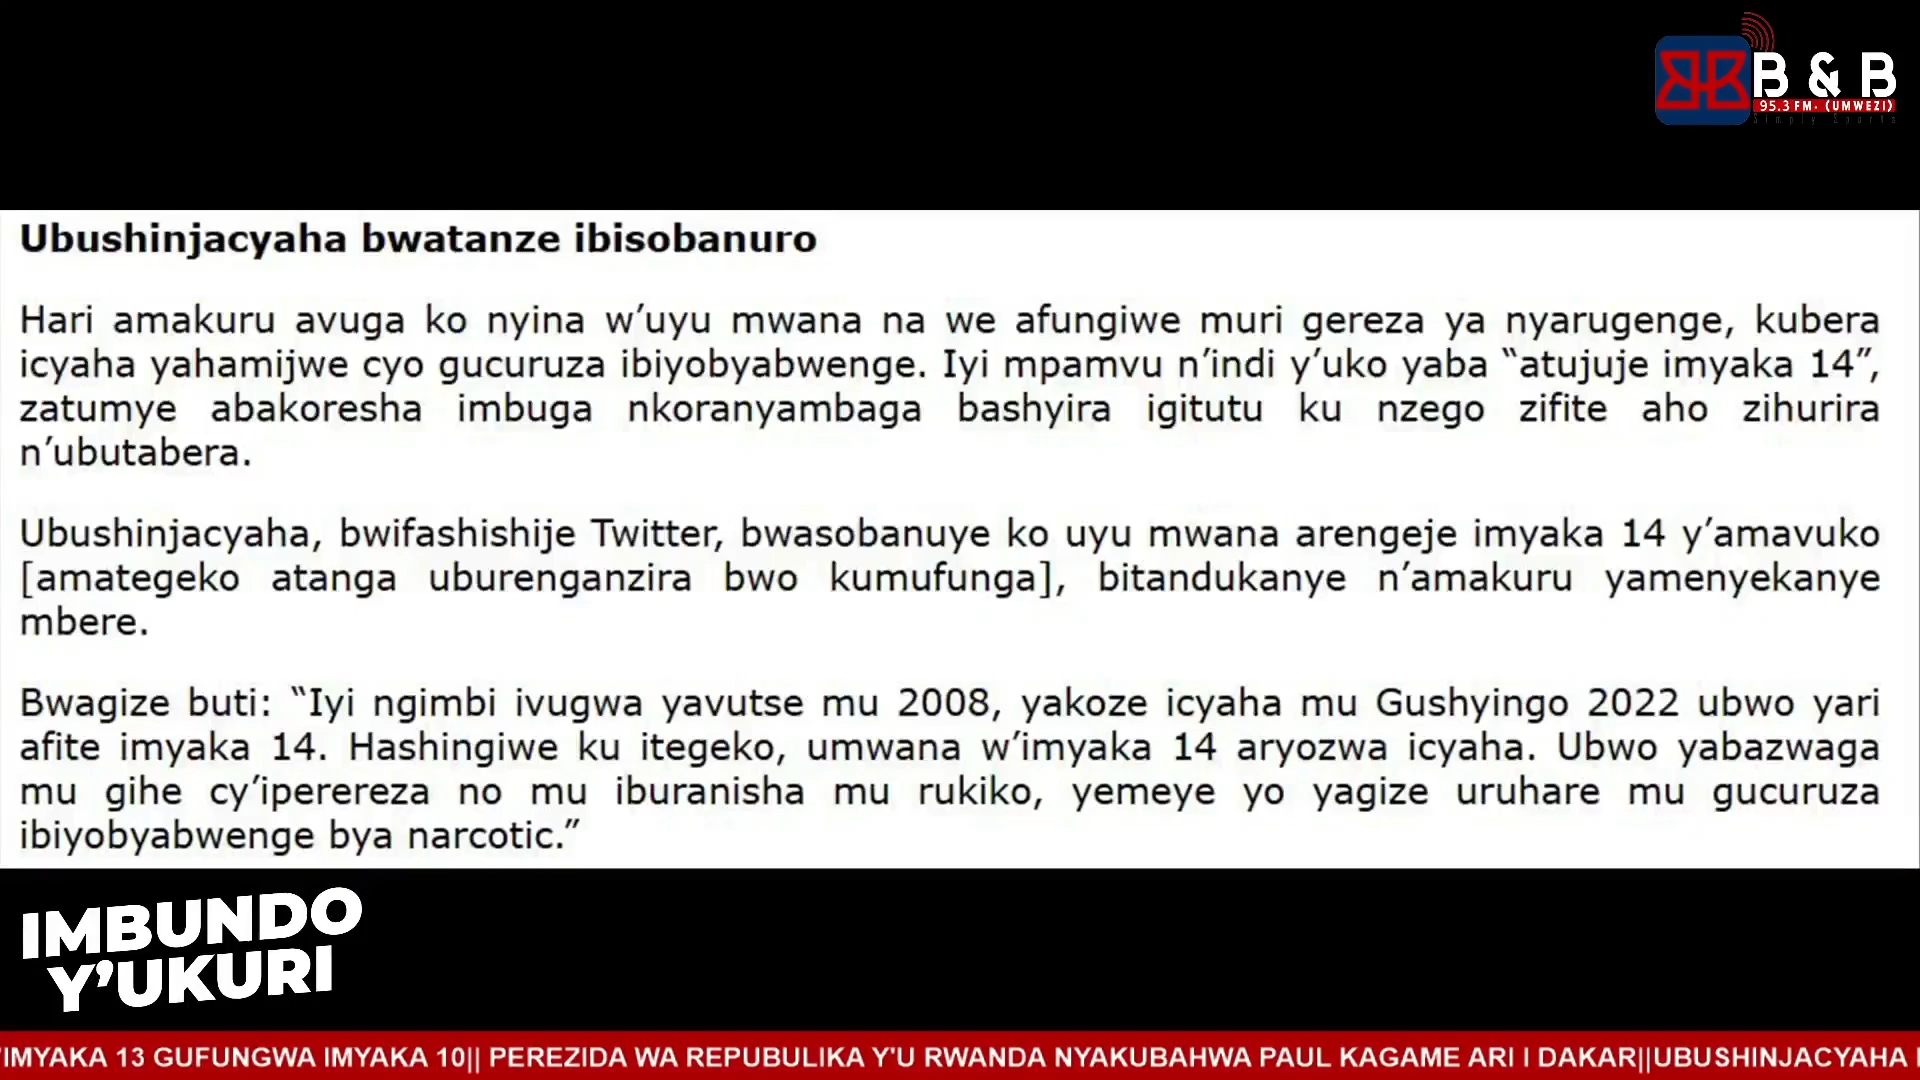 B & B
95.3 FM- (UMWEZI)
Simply Sports
Ubushinjacyaha bwatanze ibisobanuro
Hari amakuru avuga ko nyina w’uyu mwana na we afungiwe muri gereza ya nyarugenge, kubera
icyaha yahamijwe cyo gucuruza ibiyobyabwenge. Iyi mpamvu n’indi y’uko yaba “atujuje imyaka 14”,
zatumye abakoresha imbuga nkoranyambaga bashyira igitutu ku nzego zifite aho zihurira
n’ubutabera.
Ubushinjacyaha, bwifashishije Twitter, bwasobanuye ko uyu mwana arengeje imyaka 14 y’amavuko
[amategeko atanga uburenganzira bwo kumufunga], bitandukanye n’amakuru yamenyekanye
mbere.
Bwagize buti: “Iyi ngimbi ivugwa yavutse mu 2008, yakoze icyaha mu Gushyingo 2022 ubwo yari
afite imyaka 14. Hashingiwe ku itegeko, umwana w’imyaka 14 aryozwa icyaha. Ubwo yabazwaga
mu gihe cy’iperereza no mu iburanisha mu rukiko, yemeye yo yagize uruhare mu gucuruza
ibiyobyabwenge bya narcotic.”
IMBUNDO
Y’UKURI
'IMYAKA 13 GUFUNGWA IMYAKA 10|| PEREZIDA WA REPUBULIKA Y'U RWANDA NYAKUBAHWA PAUL KAGAME ARI I DAKAR||UBUSHINJACYAHA